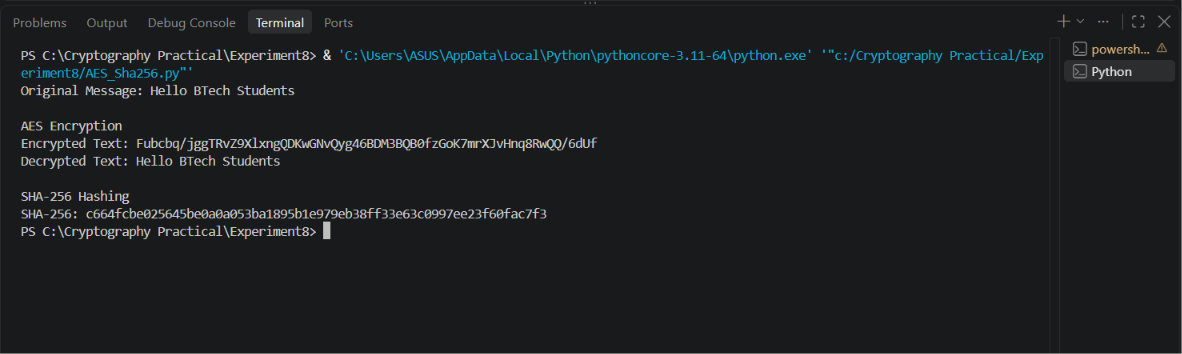 Problems Output Debug Console Terminal Ports
PS C:\Cryptography Practical\Experiment8> & 'C:\Users\ASUS\AppData\Local\Python\pythoncore-3.11-64\python.exe' '"c:/Cryptography Practical/Exp
eriment8/AES_Sha256.py"'
Original Message: Hello BTech Students
AES Encryption
Encrypted Text: Fubcbq/jggTRvZ9XlxngQDKwGNvQyg46BDM3BQB0fzGoK7mrXJvHnq8RwQQ/6dUf
Decrypted Text: Hello BTech Students
SHA-256 Hashing
SHA-256: c664fcbe025645be0a0a053ba1895b1e979eb38ff33e63c0997ee23f60fac7f3
PS C:\Cryptography Practical\Experiment8>
powersh...
Python